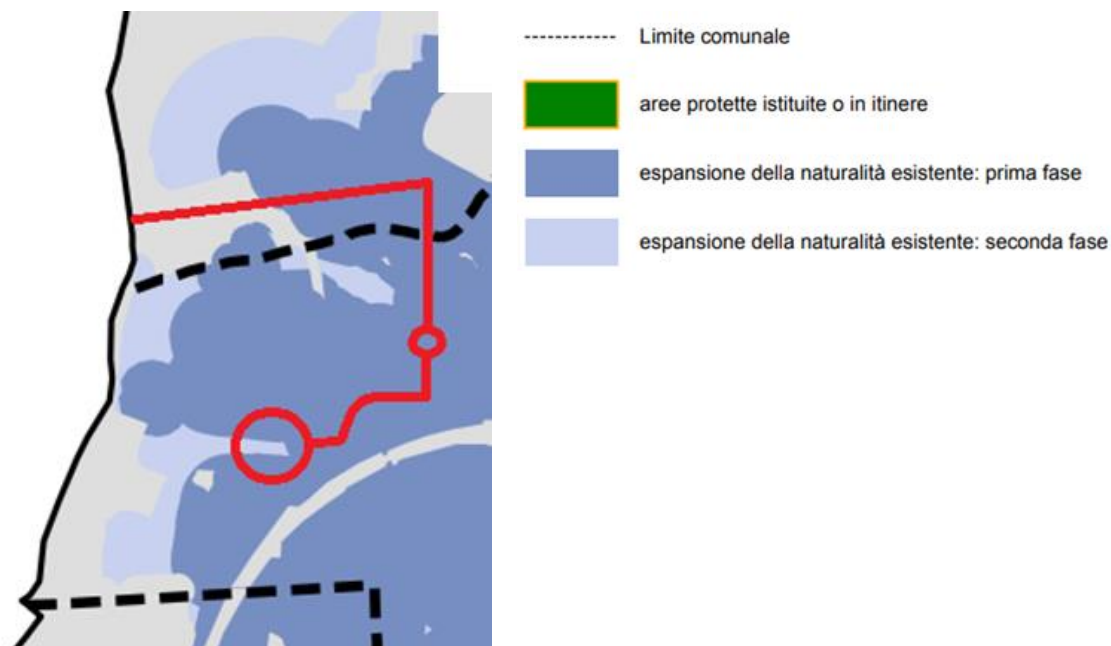 Limite comunale
aree protette istituite o in itinere
espansione della naturalità esistente: prima fase
espansione della naturalità esistente: seconda fase